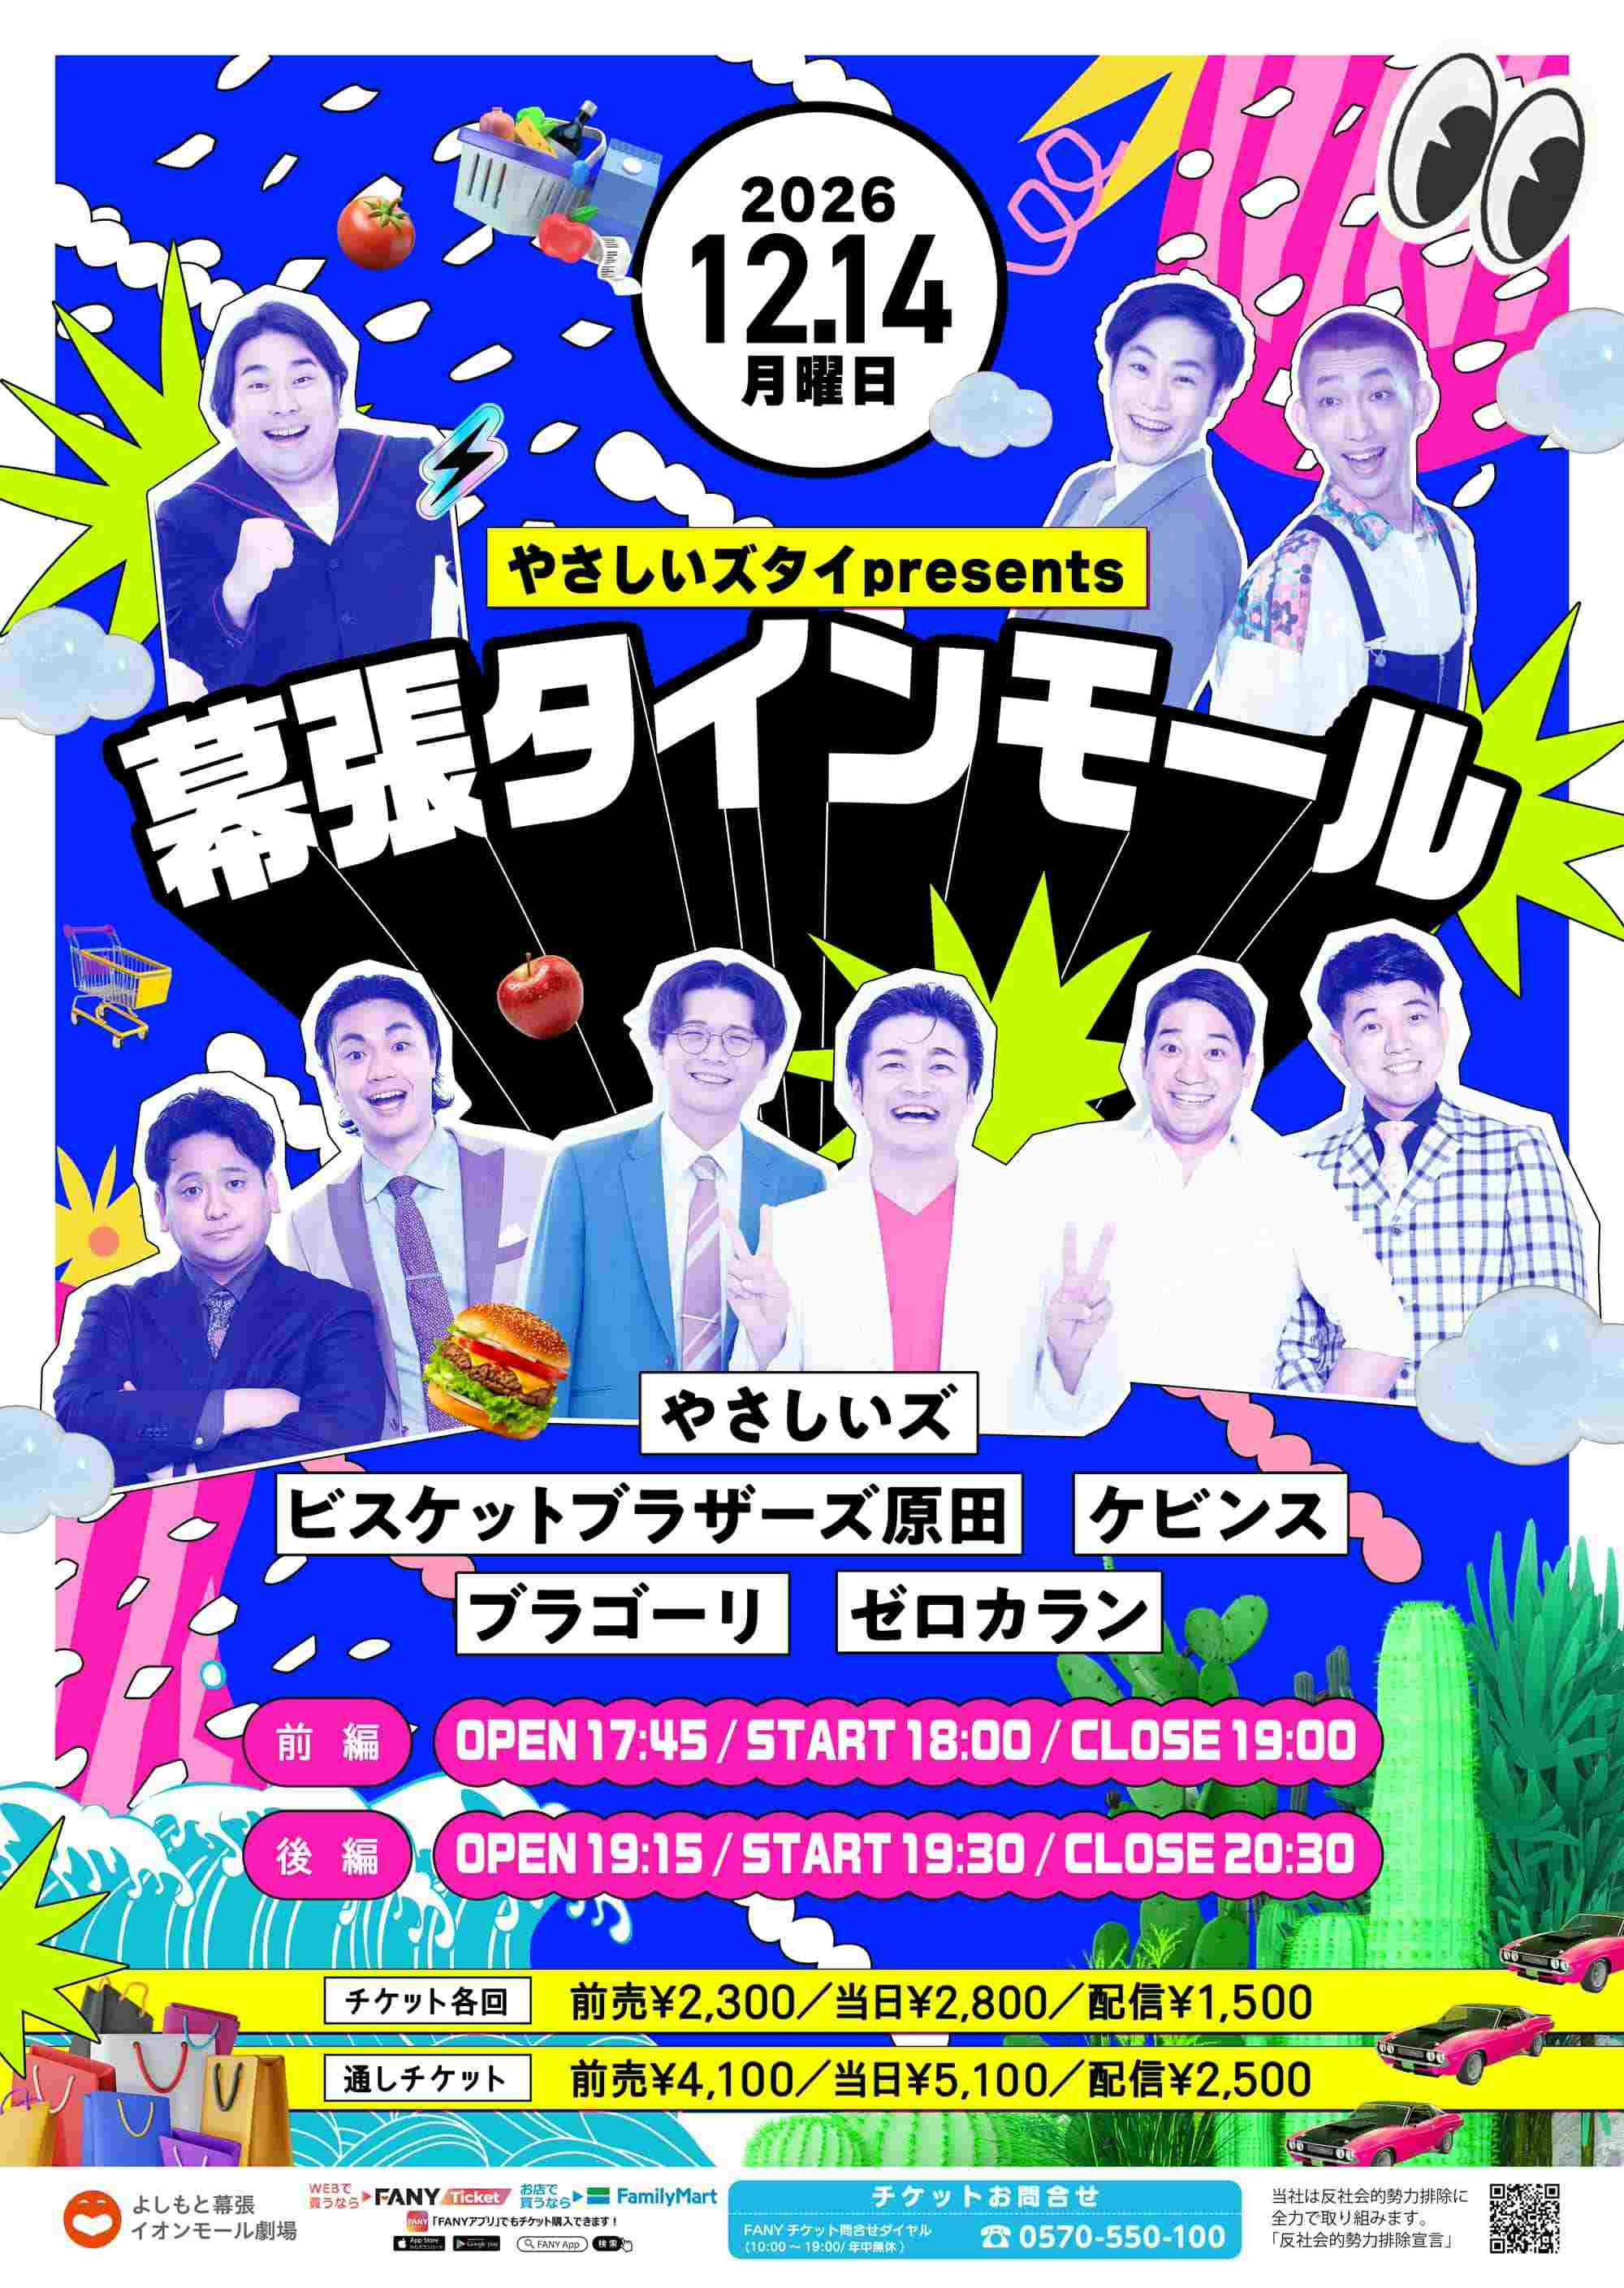 2026
12.14
月曜日
やさしいズタイpresents
幕張タインモール
やさしいズ
ビスケットブラザーズ原田 ケビンス
ブラゴーリ ゼロカラン
前編 OPEN 17:45 / START 18:00 / CLOSE 19:00
後編 OPEN 19:15 / START 19:30 / CLOSE 20:30
チケット各回 前売¥2,300／当日¥2,800／配信¥1,500
通しチケット 前売¥4,100／当日¥5,100／配信¥2,500
よしもと幕張
イオンモール劇場
WEBで
買うなら FANY Ticket
お店で
買うなら FamilyMart
FANY 「FANYアプリ」でもチケット購入できます！
App Store
Google play
FANY App 検索
チケットお問合せ
FANY チケット問合せダイヤル
(10:00～19:00/年中無休)
0570-550-100
当社は反社会的勢力排除に
全力で取り組みます。
「反社会的勢力排除宣言」